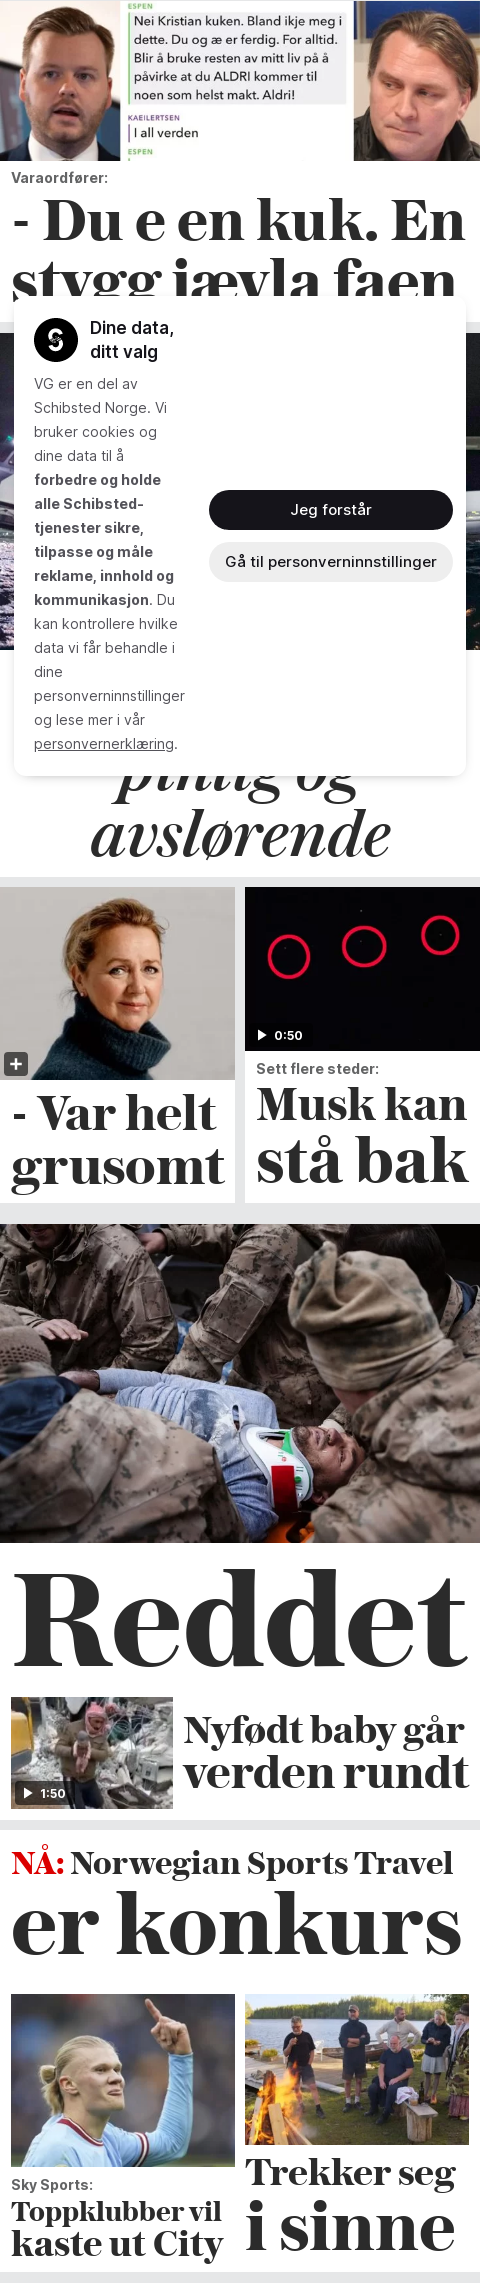 ESPEN
Nei Kristian kuken. Bland ikje meg i
dette. Du og æ er ferdig. For alltid.
Blir å bruke resten av mitt liv på å
påvirke at du ALDRI kommer til
noen som helst makt. Aldri!
KAEILERTSEN
I all verden
ESPEN
Varaordfører:
- Du e en kuk. En
stygg jævla faen
Dine data,
ditt valg
VG er en del av
Schibsted Norge. Vi
bruker cookies og
dine data til å
forbedre og holde
alle Schibsted-
tjenester sikre,
tilpasse og måle
reklame, innhold og
kommunikasjon. Du
kan kontrollere hvilke
data vi får behandle i
dine
personverninnstillinger
og lese mer i vår
personvernerklæring.
Jeg forstår
Gå til personverninnstillinger
pinlig og
avslørende
- Var helt
grusomt
0:50
Sett flere steder:
Musk kan
stå bak
Reddet
1:50
Nyfødt baby går
verden rundt
NÅ: Norwegian Sports Travel
er konkurs
Sky Sports:
Toppklubber vil
kaste ut City
Trekker seg
i sinne